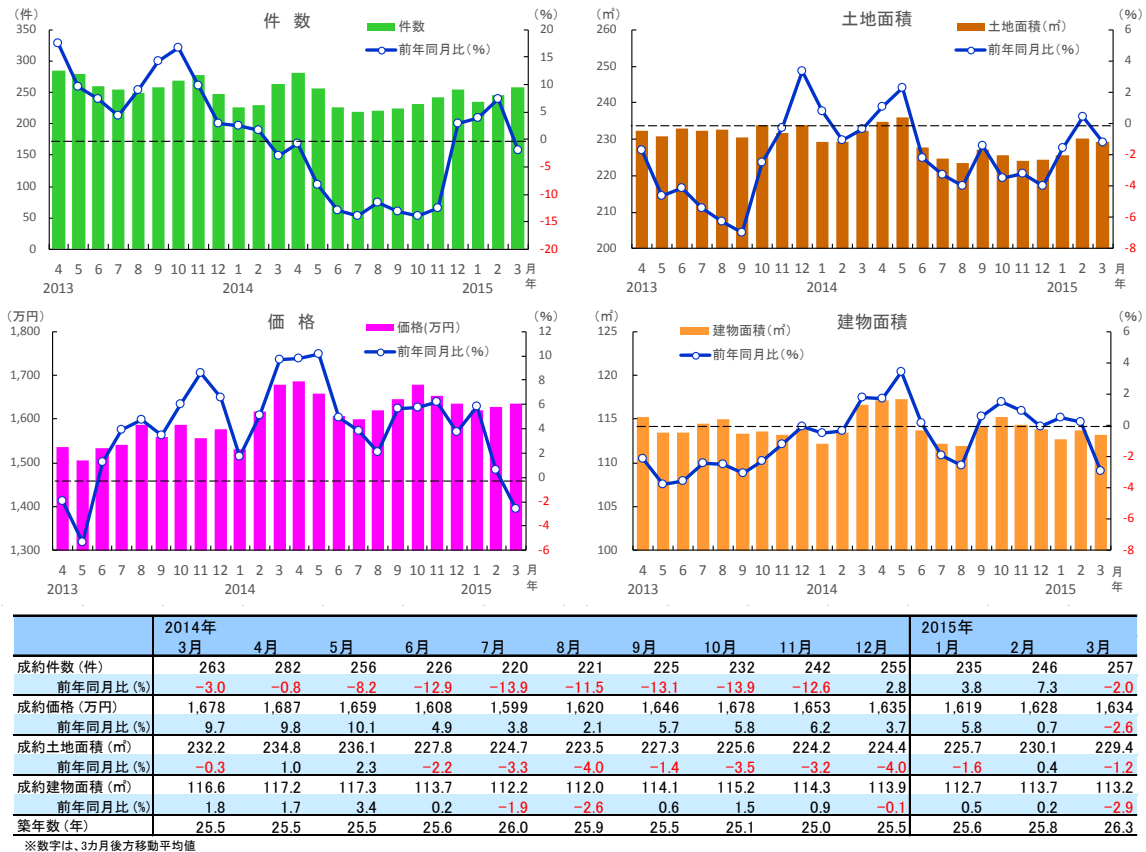 件 数
(件)
(%)
件数
前年同月比(%)
350
300
250
200
150
100
50
0
20
15
10
5
0
-5
-10
-15
-20
4 5 6 7 8 9 10 11 12 1 2 3 4 5 6 7 8 9 10 11 12 1 2 3 月
年
2013 2014 2015
土地面積
(㎡)
(%)
土地面積(㎡)
前年同月比(%)
260
250
240
230
220
210
200
6
4
2
0
-2
-4
-6
-8
4 5 6 7 8 9 10 11 12 1 2 3 4 5 6 7 8 9 10 11 12 1 2 3 月
年
2013 2014 2015
価 格
(万円)
(%)
価格(万円)
前年同月比(%)
1,800
1,700
1,600
1,500
1,400
1,300
12
10
8
6
4
2
0
-2
-4
-6
4 5 6 7 8 9 10 11 12 1 2 3 4 5 6 7 8 9 10 11 12 1 2 3 月
年
2013 2014 2015
建物面積
(㎡)
(%)
建物面積(㎡)
前年同月比(%)
125
120
115
110
105
100
6
4
2
0
-2
-4
-6
-8
4 5 6 7 8 9 10 11 12 1 2 3 4 5 6 7 8 9 10 11 12 1 2 3 月
年
2013 2014 2015
2014年 2015年
3月 4月 5月 6月 7月 8月 9月 10月 11月 12月 1月 2月 3月
成約件数(件) 263 282 256 226 220 221 225 232 242 255 235 246 257
前年同月比(%) -3.0 -0.8 -8.2 -12.9 -13.9 -11.5 -13.1 -13.9 -12.6 2.8 3.8 7.3 -2.0
成約価格(万円) 1,678 1,687 1,659 1,608 1,599 1,620 1,646 1,678 1,653 1,635 1,619 1,628 1,634
前年同月比(%) 9.7 9.8 10.1 4.9 3.8 2.1 5.7 5.8 6.2 3.7 5.8 0.7 -2.6
成約土地面積(㎡) 232.2 234.8 236.1 227.8 224.7 223.5 227.3 225.6 224.2 224.4 225.7 230.1 229.4
前年同月比(%) -0.3 1.0 2.3 -2.2 -3.3 -4.0 -1.4 -3.5 -3.2 -4.0 -1.6 0.4 -1.2
成約建物面積(㎡) 116.6 117.2 117.3 113.7 112.2 112.0 114.1 115.2 114.3 113.9 112.7 113.7 113.2
前年同月比(%) 1.8 1.7 3.4 0.2 -1.9 -2.6 0.6 1.5 0.9 -0.1 0.5 0.2 -2.9
築年数(年) 25.5 25.5 25.5 25.6 26.0 25.9 25.5 25.1 25.0 25.5 25.6 25.8 26.3
※数字は、3カ月後方移動平均値